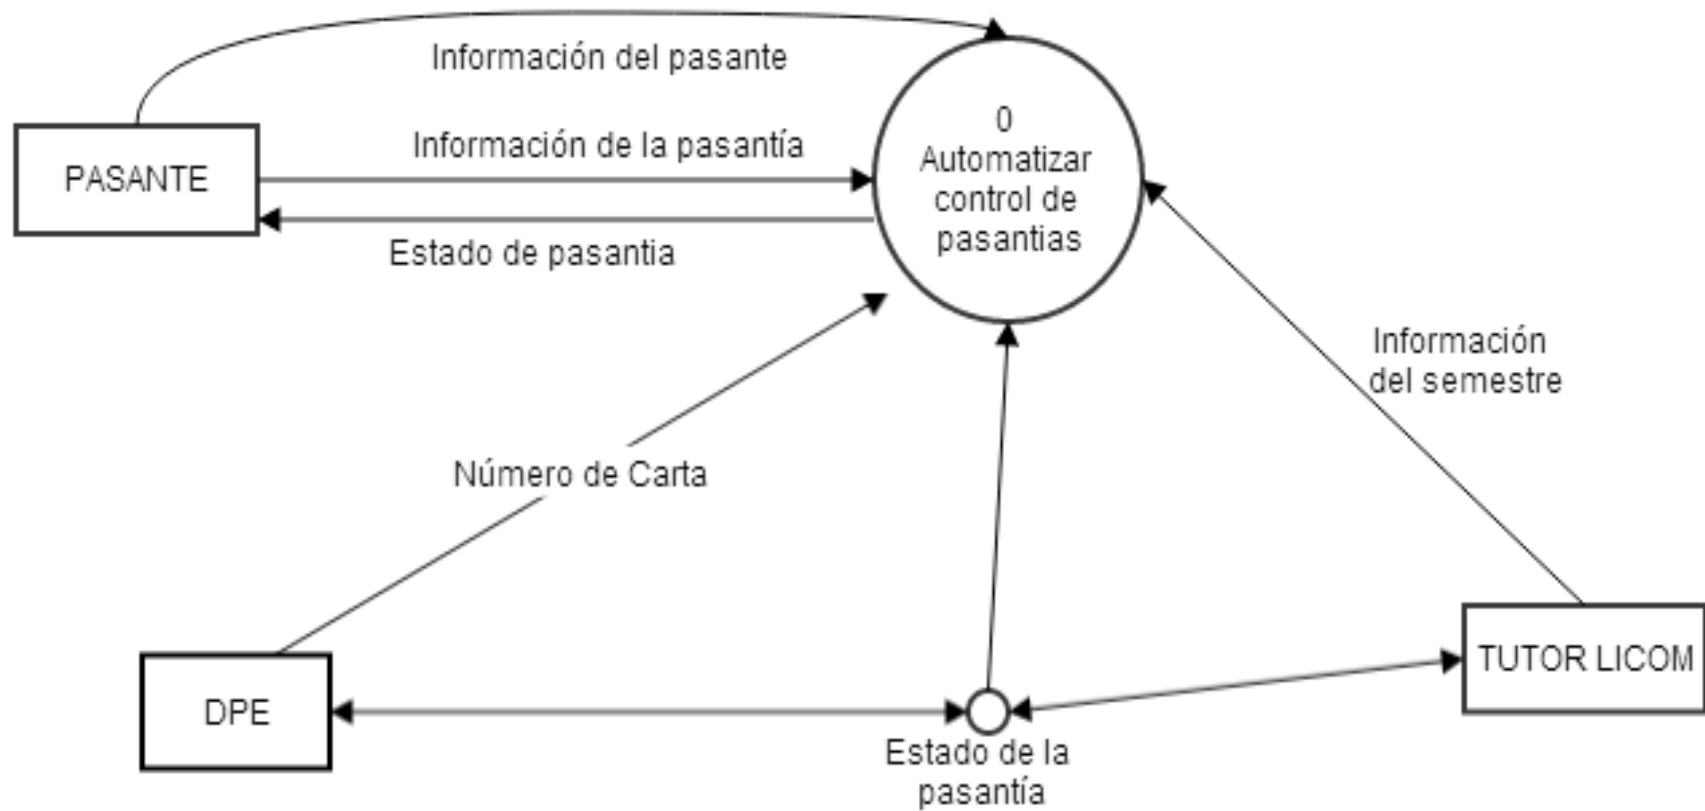 Información del pasante
0
Automatizar
control de
pasantias
Información de la pasantía
PASANTE
Estado de pasantia
Información
del semestre
Número de Carta
TUTOR LICOM
DPE
Estado de la
pasantía